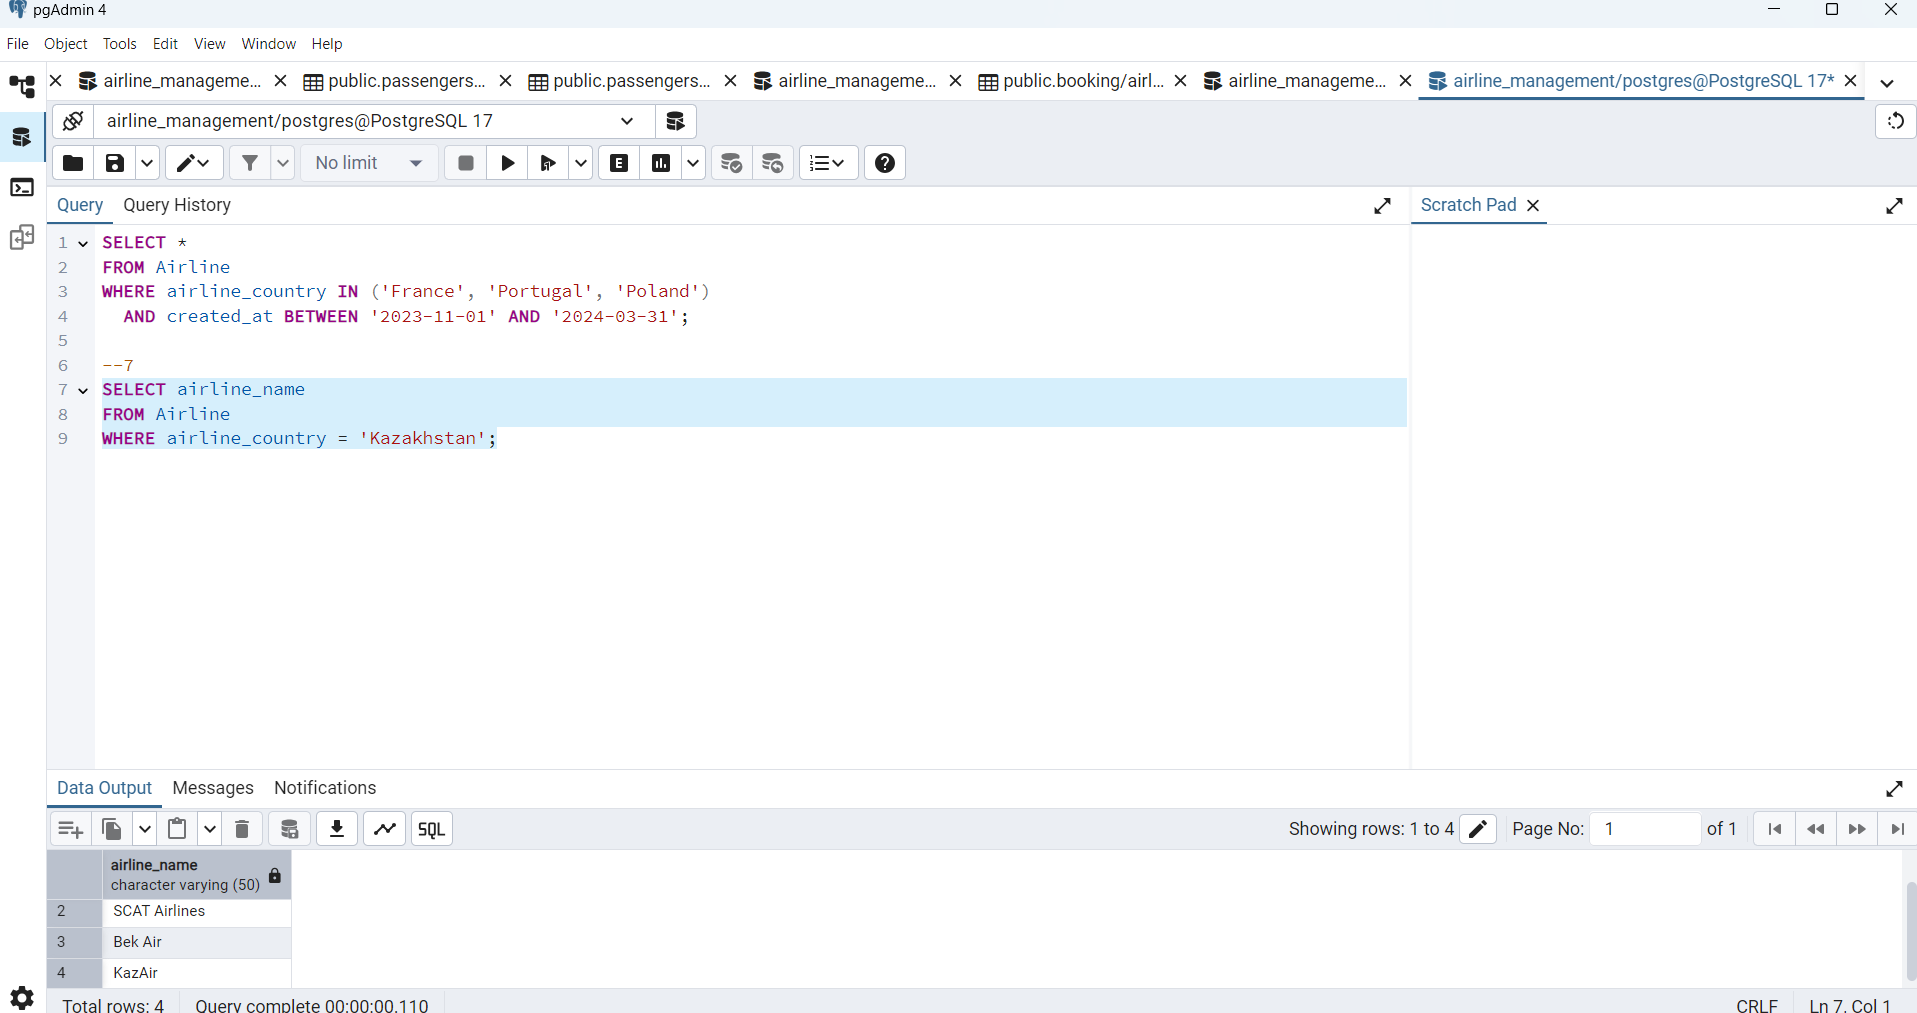 pgAdmin 4
File Object Tools Edit View Window Help
airline_manageme... public.passengers... public.passengers... airline_manageme... public.booking/airl... airline_manageme... airline_management/postgres@PostgreSQL 17*
airline_management/postgres@PostgreSQL 17
No limit
Query Query History
Scratch Pad
1 SELECT *
2 FROM Airline
3 WHERE airline_country IN ('France', 'Portugal', 'Poland')
4 AND created_at BETWEEN '2023-11-01' AND '2024-03-31';
5
6 --7
7 SELECT airline_name
8 FROM Airline
9 WHERE airline_country = 'Kazakhstan';
Data Output Messages Notifications
SQL Showing rows: 1 to 4 Page No: 1 of 1
airline_name
character varying (50)
2 SCAT Airlines
3 Bek Air
4 KazAir
Total rows: 4 Query complete 00:00:00.110 CRLF Ln 7, Col 1